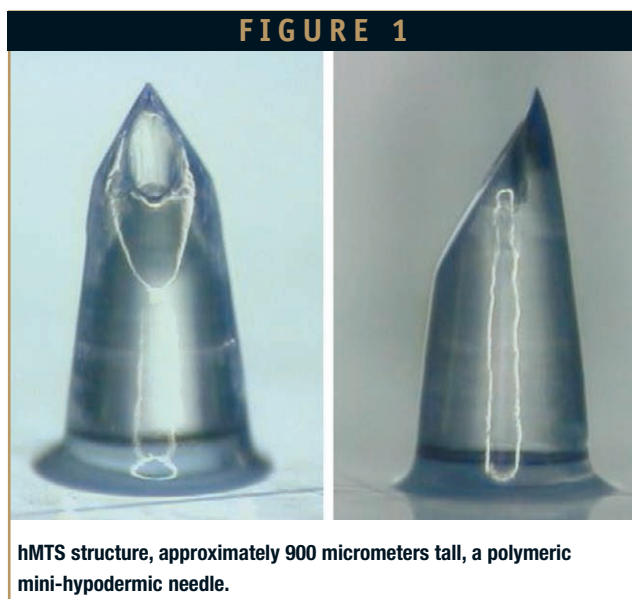 FIGURE 1
hMTS structure, approximately 900 micrometers tall, a polymeric
mini-hypodermic needle.